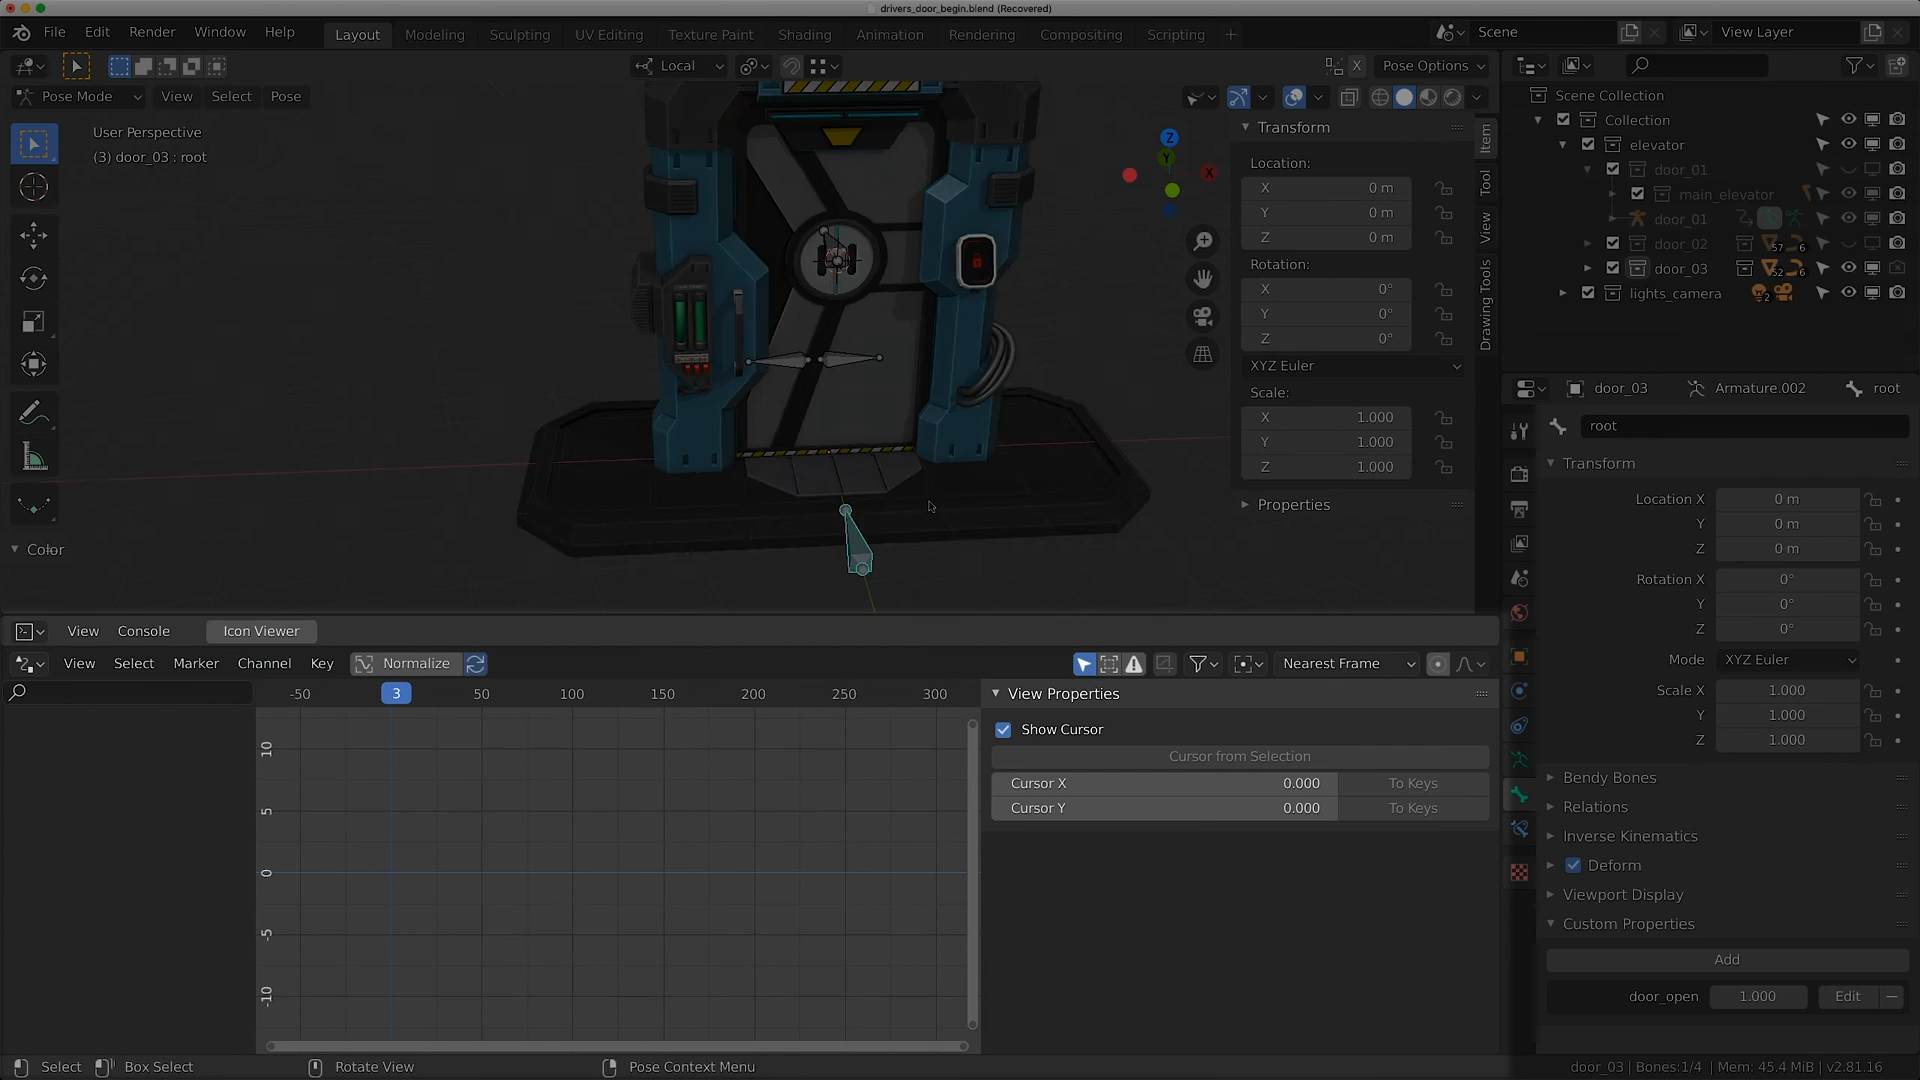 drivers_door_begin.blend (Recovered)
File Edit Render Window Help
Layout Modeling Sculpting UV Editing Texture Paint Shading Animation Rendering Compositing Scripting +
Scene View Layer
Local X Pose Options
Pose Mode View Select Pose
User Perspective
(3) door_03 : root
Color
Z
Y
X
Transform
Location:
X 0 m
Y 0 m
Z 0 m
Rotation:
X 0°
Y 0°
Z 0°
XYZ Euler
Scale:
X 1.000
Y 1.000
Z 1.000
Properties
Item
Tool
View
Drawing Tools
Scene Collection
Collection
elevator
door_01
main_elevator
door_01
door_02 57 6
door_03 52 6
lights_camera 2
door_03 Armature.002 root
root
Transform
Location X 0 m
Y 0 m
Z 0 m
Rotation X 0°
Y 0°
Z 0°
Mode XYZ Euler
Scale X 1.000
Y 1.000
Z 1.000
Bendy Bones
Relations
Inverse Kinematics
Deform
Viewport Display
Custom Properties
Add
door_open 1.000 Edit
View Console Icon Viewer
View Select Marker Channel Key Normalize Nearest Frame
-50 3 50 100 150 200 250 300
10
5
0
-5
-10
View Properties
Show Cursor
Cursor from Selection
Cursor X 0.000 To Keys
Cursor Y 0.000 To Keys
Select Box Select Rotate View Pose Context Menu
door_03 | Bones:1/4 | Mem: 45.4 MiB | v2.81.16